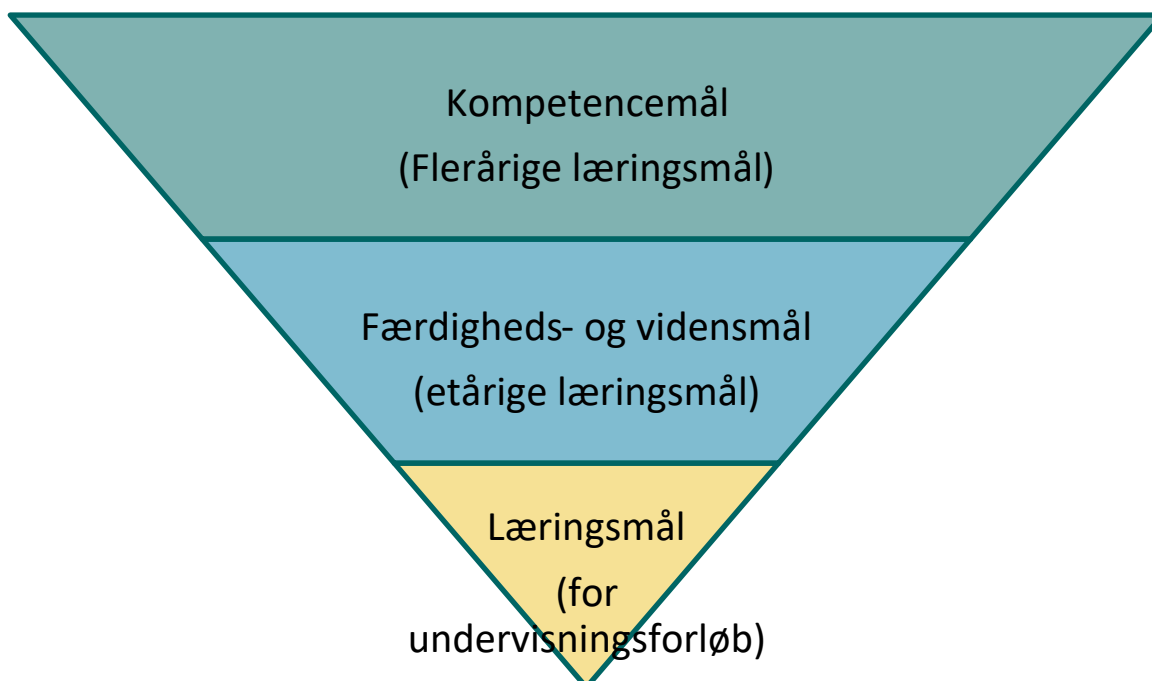 Kompetencemål
(Flerårige læringsmål)
Færdigheds- og vidensmål
(etårige læringsmål)
Læringsmål
(for
undervisningsforløb)